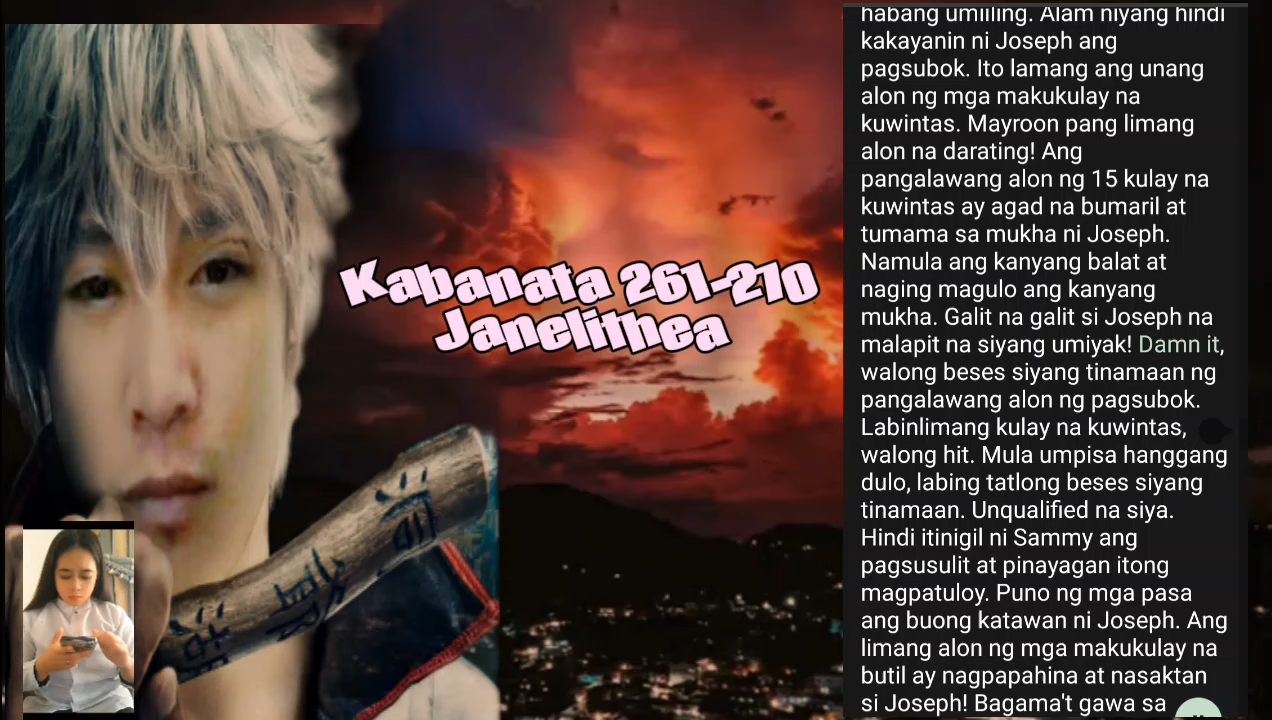 Kabanata 261-270
Janelithea
habang umiiling. Alam niyang hindi
kakayanin ni Joseph ang
pagsubok. Ito lamang ang unang
alon ng mga makukulay na
kuwintas. Mayroon pang limang
alon na darating! Ang
pangalawang alon ng 15 kulay na
kuwintas ay agad na bumaril at
tumama sa mukha ni Joseph.
Namula ang kanyang balat at
naging magulo ang kanyang
mukha. Galit na galit si Joseph na
malapit na siyang umiyak! Damn it,
walong beses siyang tinamaan ng
pangalawang alon ng pagsubok.
Labinlimang kulay na kuwintas,
walong hit. Mula umpisa hanggang
dulo, labing tatlong beses siyang
tinamaan. Unqualified na siya.
Hindi itinigil ni Sammy ang
pagsusulit at pinayagan itong
magpatuloy. Puno ng mga pasa
ang buong katawan ni Joseph. Ang
limang alon ng mga makukulay na
butil ay nagpapahina at nasaktan
si Joseph! Bagama't gawa sa